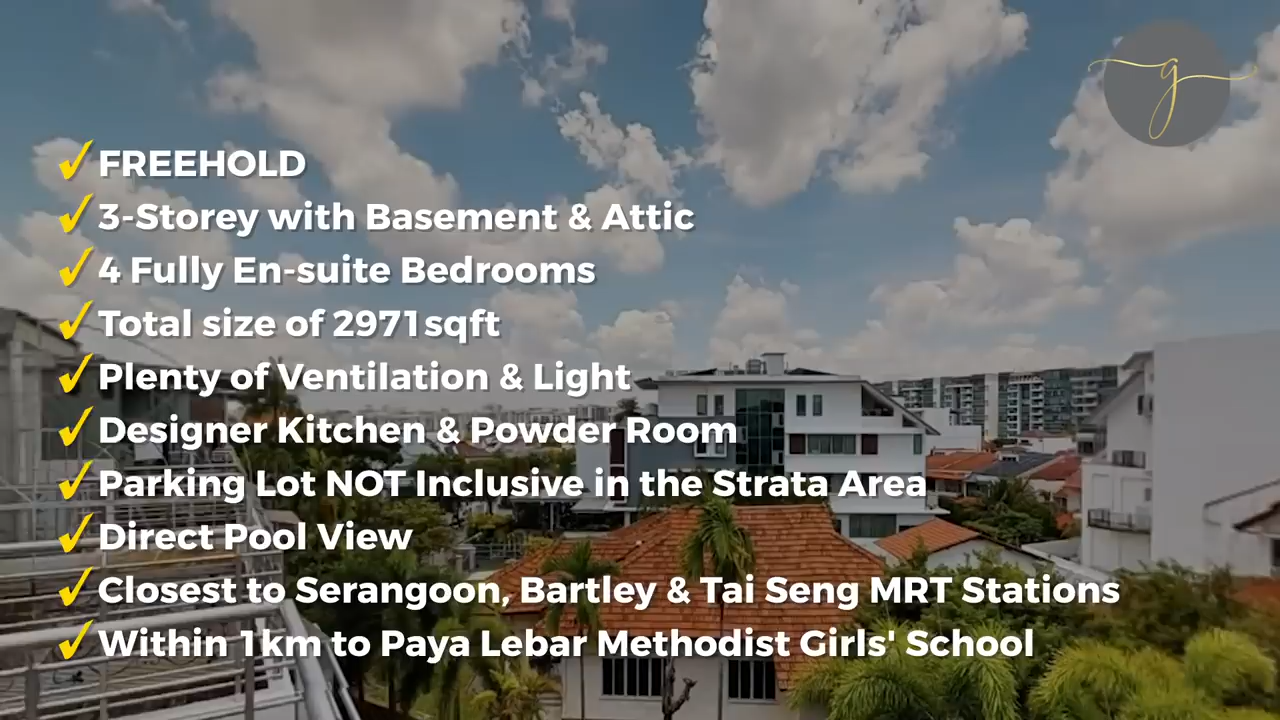 g
FREEHOLD
3-Storey with Basement & Attic
4 Fully En-suite Bedrooms
Total size of 2971sqft
Plenty of Ventilation & Light
Designer Kitchen & Powder Room
Parking Lot NOT Inclusive in the Strata Area
Direct Pool View
Closest to Serangoon, Bartley & Tai Seng MRT Stations
Within 1km to Paya Lebar Methodist Girls' School